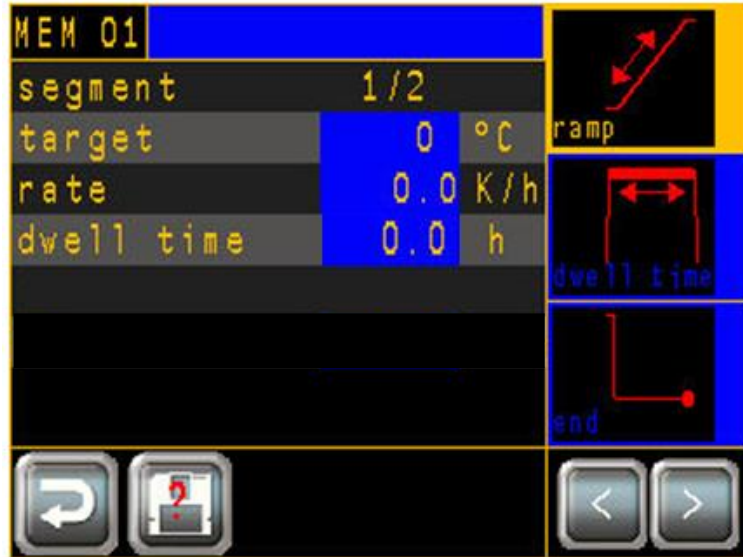 MEM 01
segment 1/2
target 0 °C
rate 0.0 K/h
dwell time 0.0 h
ramp
dwell time
end
?
< >